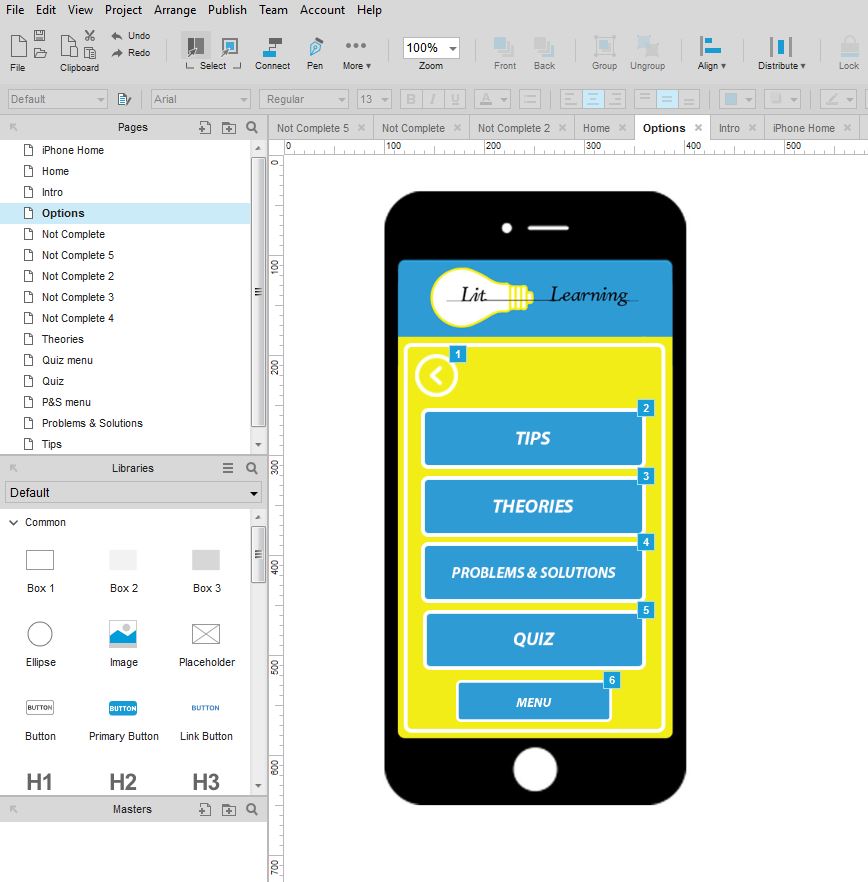 File Edit View Project Arrange Publish Team Account Help
Undo
Redo
File Clipboard Select Connect Pen More ▾ 100% Zoom Front Back Group Ungroup Align ▾ Distribute ▾ Lock
Default Arial Regular 13 B I U A
Pages
Not Complete 5 Not Complete Not Complete 2 Home Options Intro iPhone Home
0 100 200 300 400 500
iPhone Home
Home
Intro
Options
Not Complete
Not Complete 5
Not Complete 2
Not Complete 3
Not Complete 4
Theories
Quiz menu
Quiz
P&S menu
Problems & Solutions
Tips
Libraries
Default
Common
Box 1 Box 2 Box 3
Ellipse Image Placeholder
BUTTON BUTTON BUTTON
Button Primary Button Link Button
H1 H2 H3
Masters
0
100
200
300
400
500
600
700
Lit Learning
1
2
TIPS
3
THEORIES
4
PROBLEMS & SOLUTIONS
5
QUIZ
6
MENU